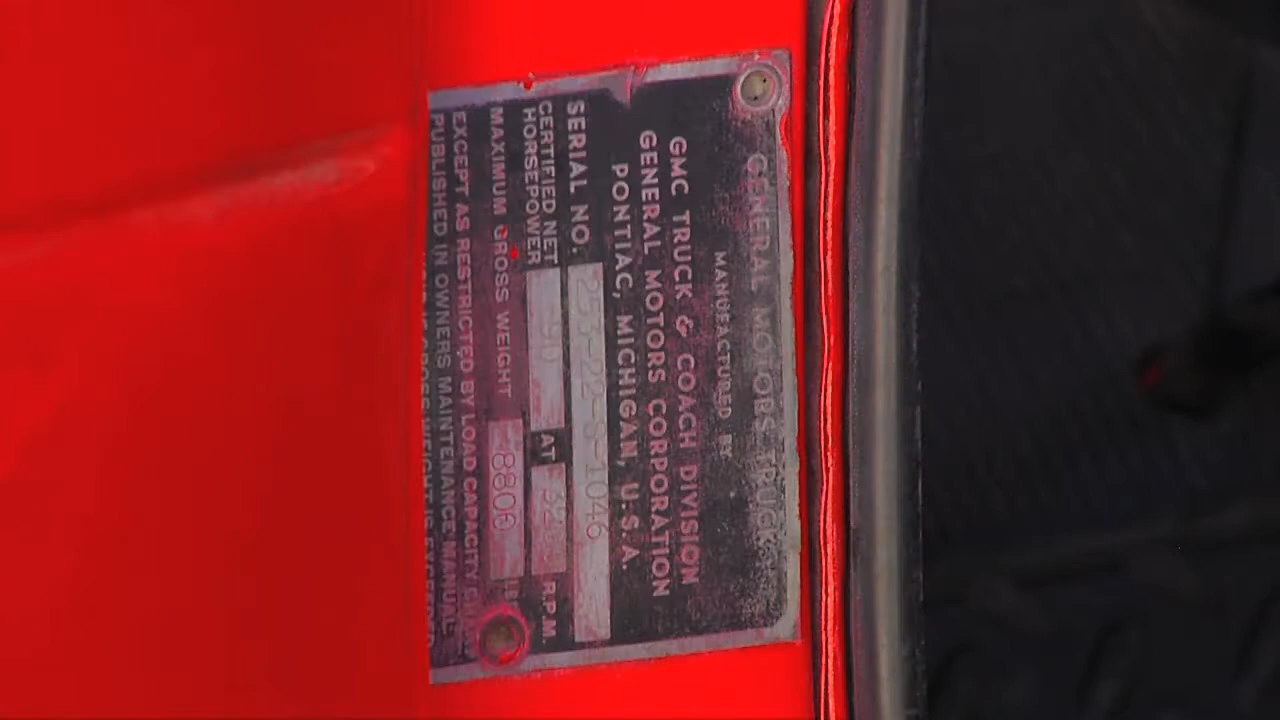 GENERAL MOTORS TRUCK
MANUFACTURED BY
GMC TRUCK & COACH DIVISION
GENERAL MOTORS CORPORATION
PONTIAC, MICHIGAN, U.S.A.
SERIAL NO.
CERTIFIED NET HORSEPOWER AT R.P.M.
MAXIMUM GROSS WEIGHT 8800
EXCEPT AS RESTRICTED BY LOAD CAPACITY
PUBLISHED IN OWNERS MAINTENANCE MANUAL